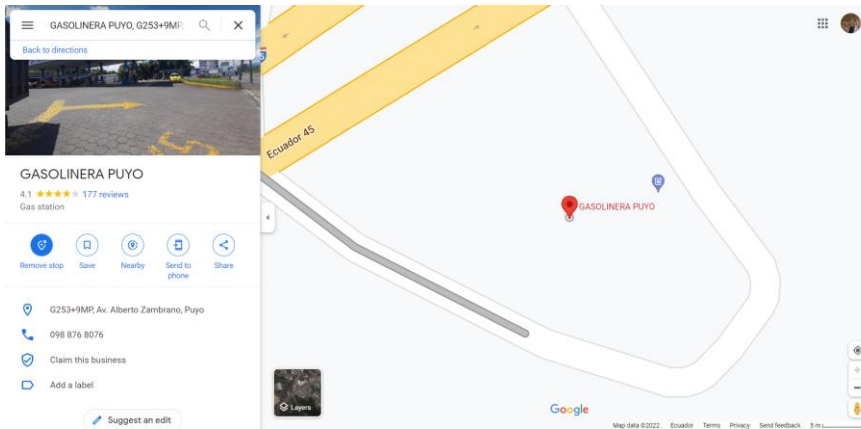 GASOLINERA PUYO, G253+9MP,
Back to directions
GASOLINERA PUYO
4.1 177 reviews
Gas station
Remove stop Save Nearby Send to phone Share
G253+9MP, Av. Alberto Zambrano, Puyo
098 876 8076
Claim this business
Add a label
Suggest an edit
Layers
Ecuador 45
GASOLINERA PUYO
Google
Map data ©2022 Ecuador Terms Privacy Send feedback 5 m